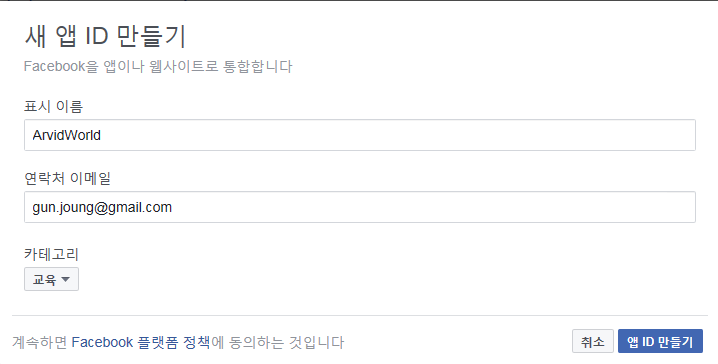 새 앱 ID 만들기
Facebook을 앱이나 웹사이트로 통합합니다
표시 이름
ArvidWorld
연락처 이메일
gun.joung@gmail.com
카테고리
교육
계속하면 Facebook 플랫폼 정책에 동의하는 것입니다 취소 앱 ID 만들기